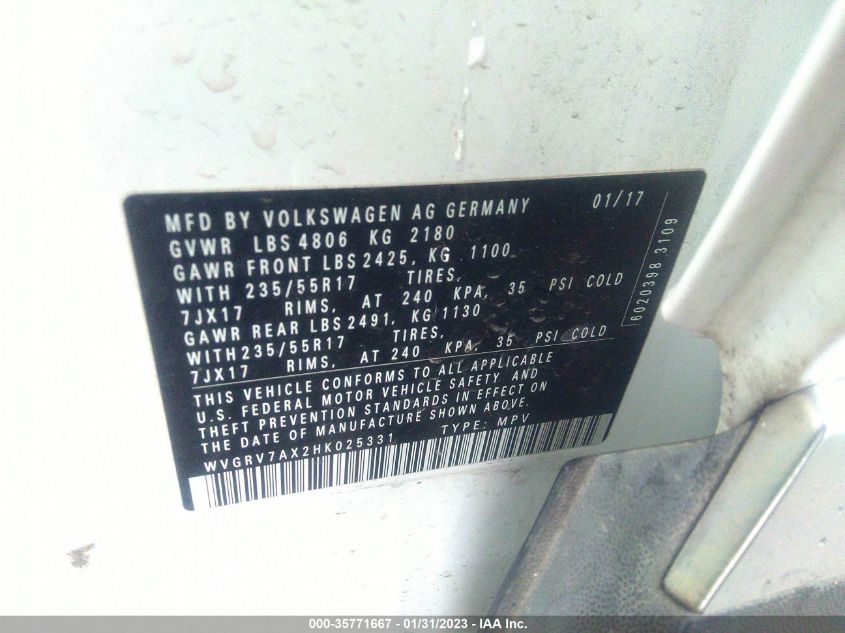 MFD BY VOLKSWAGEN AG GERMANY 01/17
GVWR LBS 4806 KG 2180
GAWR FRONT LBS 2425, KG 1100
WITH 235/55R17 TIRES,
7JX17 RIMS, AT 240 KPA, 35 PSI COLD
GAWR REAR LBS 2491, KG 1130
WITH 235/55R17 TIRES,
7JX17 RIMS, AT 240 KPA, 35 PSI COLD
THIS VEHICLE CONFORMS TO ALL APPLICABLE
U.S. FEDERAL MOTOR VEHICLE SAFETY AND
THEFT PREVENTION STANDARDS IN EFFECT ON
THE DATE OF MANUFACTURE SHOWN ABOVE.
WVGRV7AX2HK025331 TYPE: MPV
6020398 3109
000-35771667 - 01/31/2023 - IAA Inc.